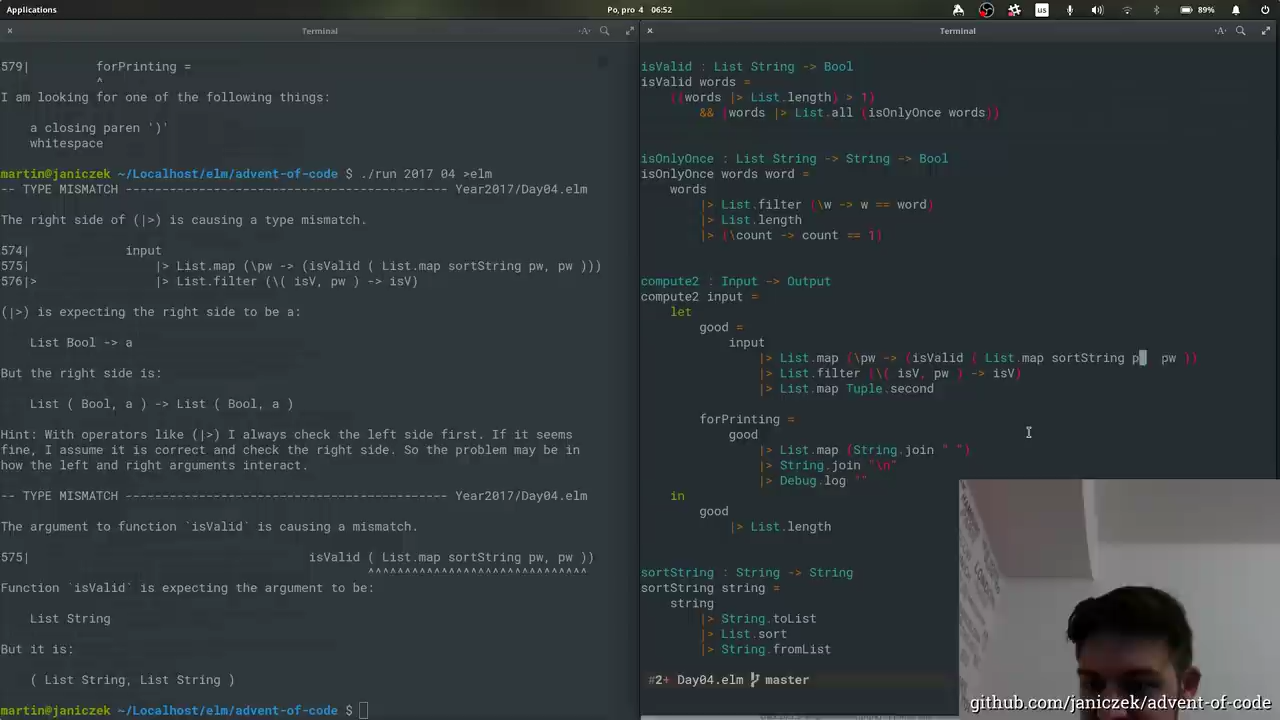 Applications
Po, pro 4 06:52
us
89%
Terminal
579| forPrinting =
^
I am looking for one of the following things:
a closing paren ')'
whitespace
martin@janiczek ~/Localhost/elm/advent-of-code $ ./run 2017 04 >elm
-- TYPE MISMATCH -------------------------------------------- Year2017/Day04.elm
The right side of (|>) is causing a type mismatch.
574| input
575| |> List.map (\pw -> (isValid ( List.map sortString pw, pw )))
576|> |> List.filter (\( isV, pw ) -> isV)
(|>) is expecting the right side to be a:
List Bool -> a
But the right side is:
List ( Bool, a ) -> List ( Bool, a )
Hint: With operators like (|>) I always check the left side first. If it seems
fine, I assume it is correct and check the right side. So the problem may be in
how the left and right arguments interact.
-- TYPE MISMATCH -------------------------------------------- Year2017/Day04.elm
The argument to function `isValid` is causing a mismatch.
575| isValid ( List.map sortString pw, pw ))
^^^^^^^^^^^^^^^^^^^^^^^^^^^^^^
Function `isValid` is expecting the argument to be:
List String
But it is:
( List String, List String )
martin@janiczek ~/Localhost/elm/advent-of-code $
Terminal
isValid : List String -> Bool
isValid words =
((words |> List.length) > 1)
&& (words |> List.all (isOnlyOnce words))
isOnlyOnce : List String -> String -> Bool
isOnlyOnce words word =
words
|> List.filter (\w -> w == word)
|> List.length
|> (\count -> count == 1)
compute2 : Input -> Output
compute2 input =
let
good =
input
|> List.map (\pw -> (isValid ( List.map sortString p pw ))
|> List.filter (\( isV, pw ) -> isV)
|> List.map Tuple.second
forPrinting =
good
|> List.map (String.join " ")
|> String.join "\n"
|> Debug.log ""
in
good
|> List.length
sortString : String -> String
sortString string =
string
|> String.toList
|> List.sort
|> String.fromList
#2+ Day04.elm master
github.com/janiczek/advent-of-code